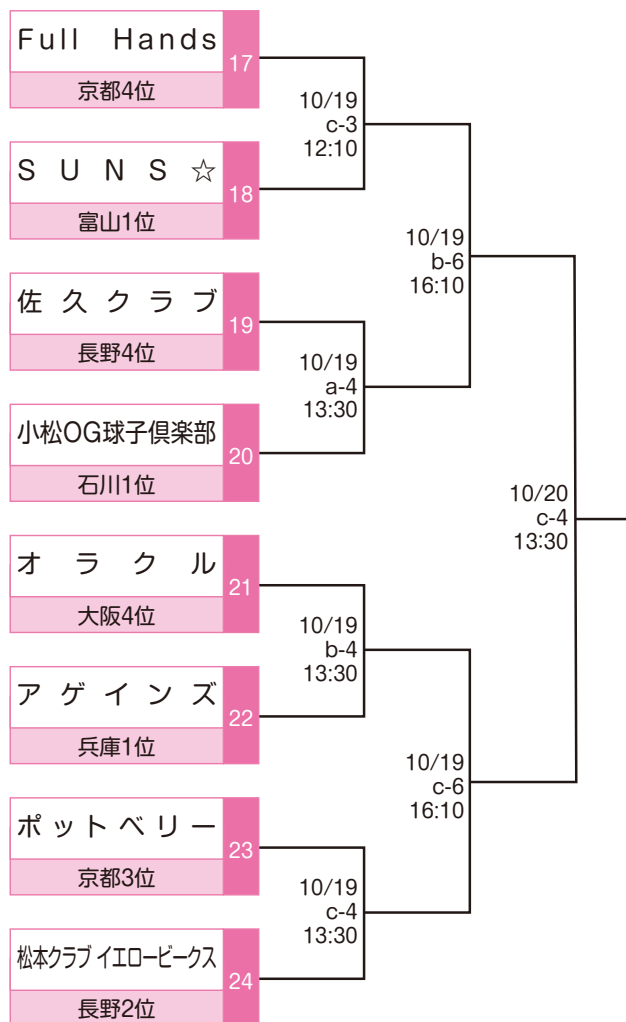 Full Hands
17
京都4位
10/19
c-3
12:10
SUNS☆
18
富山1位
10/19
b-6
16:10
佐久クラブ
19
長野4位
10/19
a-4
13:30
小松OG球子倶楽部
20
石川1位
10/20
c-4
13:30
オラクル
21
大阪4位
10/19
b-4
13:30
アゲインズ
22
兵庫1位
10/19
c-6
16:10
ポットベリー
23
京都3位
10/19
c-4
13:30
松本クラブ イエロービークス
24
長野2位